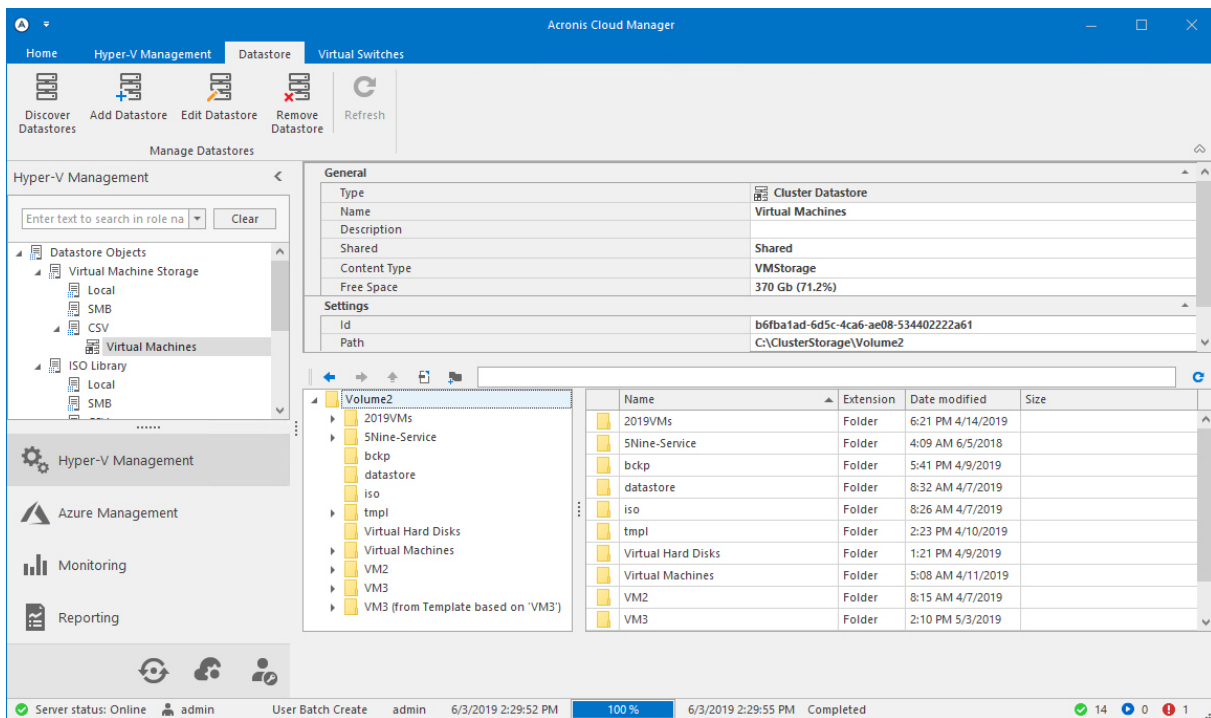 Acronis Cloud Manager
Home Hyper-V Management Datastore Virtual Switches
Discover Datastores Add Datastore Edit Datastore Remove Datastore Refresh
Manage Datastores
Hyper-V Management
Enter text to search in role na Clear
Datastore Objects
Virtual Machine Storage
Local
SMB
CSV
Virtual Machines
ISO Library
Local
SMB
Hyper-V Management
Azure Management
Monitoring
Reporting
General
Type Cluster Datastore
Name Virtual Machines
Description
Shared Shared
Content Type VMStorage
Free Space 370 Gb (71.2%)
Settings
Id b6fba1ad-6d5c-4ca6-ae08-534402222a61
Path C:\ClusterStorage\Volume2
Volume2
2019VMs
5Nine-Service
bckp
datastore
iso
tmpl
Virtual Hard Disks
Virtual Machines
VM2
VM3
VM3 (from Template based on 'VM3')
Name Extension Date modified Size
2019VMs Folder 6:21 PM 4/14/2019
5Nine-Service Folder 4:09 AM 6/5/2018
bckp Folder 5:41 PM 4/9/2019
datastore Folder 8:32 AM 4/7/2019
iso Folder 8:26 AM 4/7/2019
tmpl Folder 2:23 PM 4/10/2019
Virtual Hard Disks Folder 1:21 PM 4/9/2019
Virtual Machines Folder 5:08 AM 4/11/2019
VM2 Folder 8:15 AM 4/7/2019
VM3 Folder 2:10 PM 5/3/2019
Server status: Online admin User Batch Create admin 6/3/2019 2:29:52 PM 100 % 6/3/2019 2:29:55 PM Completed 14 0 1